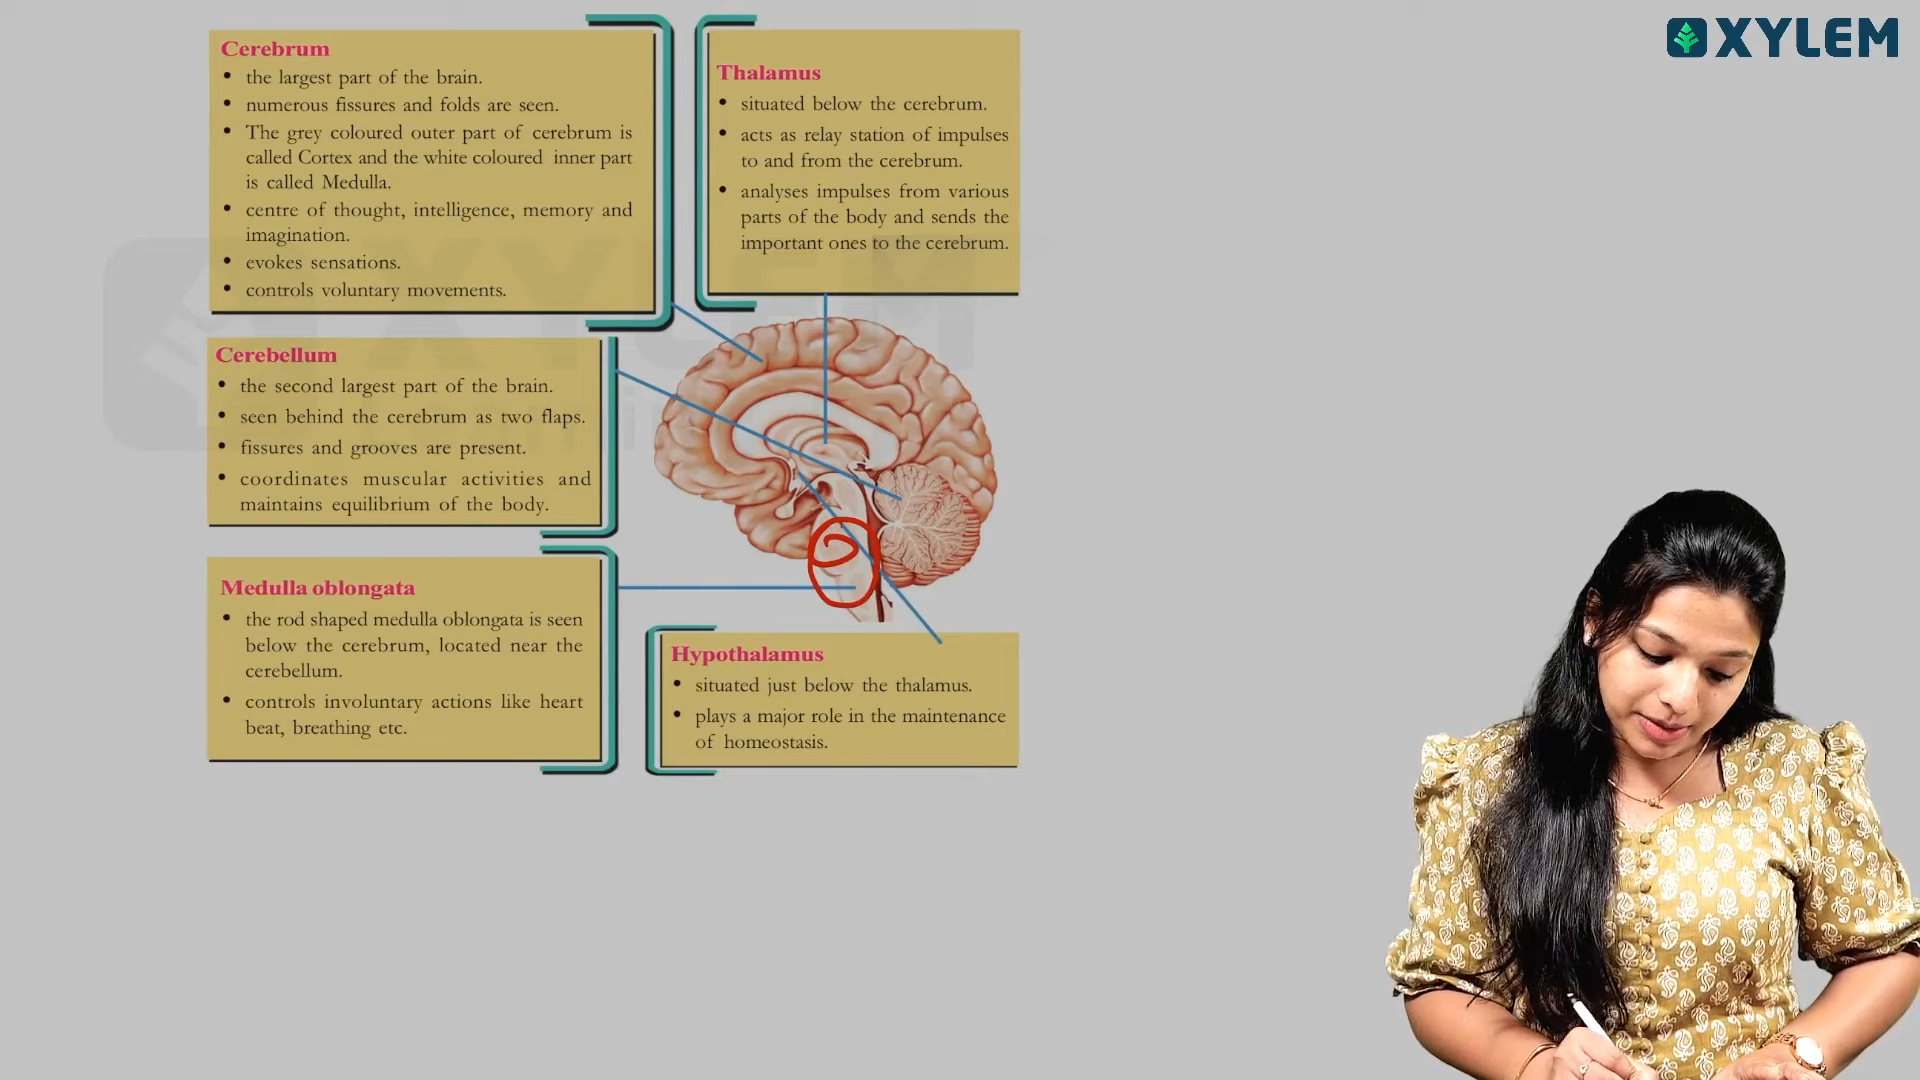 XYLEM
Cerebrum
• the largest part of the brain.
• numerous fissures and folds are seen.
• The grey coloured outer part of cerebrum is
called Cortex and the white coloured inner part
is called Medulla.
• centre of thought, intelligence, memory and
imagination.
• evokes sensations.
• controls voluntary movements.
Thalamus
• situated below the cerebrum.
• acts as relay station of impulses
to and from the cerebrum.
• analyses impulses from various
parts of the body and sends the
important ones to the cerebrum.
Cerebellum
• the second largest part of the brain.
• seen behind the cerebrum as two flaps.
• fissures and grooves are present.
• coordinates muscular activities and
maintains equilibrium of the body.
Medulla oblongata
• the rod shaped medulla oblongata is seen
below the cerebrum, located near the
cerebellum.
• controls involuntary actions like heart
beat, breathing etc.
Hypothalamus
• situated just below the thalamus.
• plays a major role in the maintenance
of homeostasis.
XYLEM